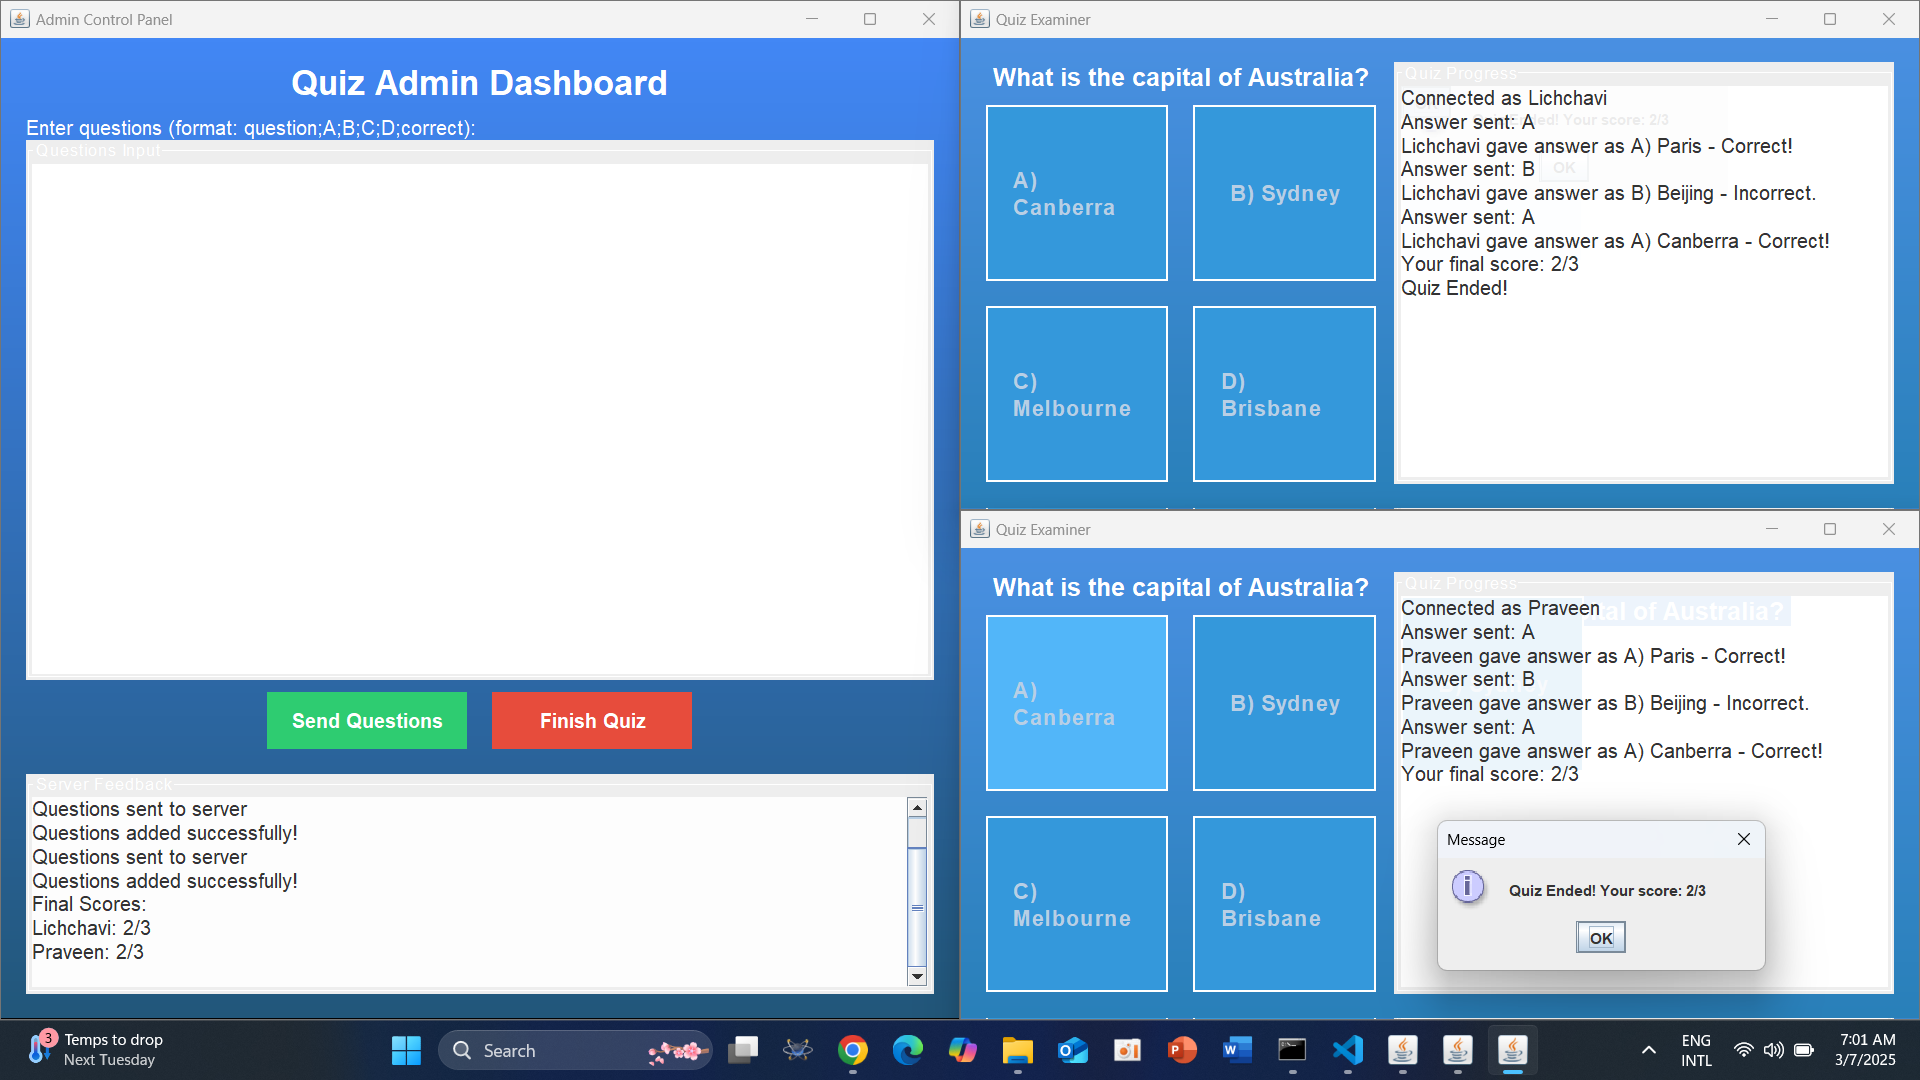 Admin Control Panel
Quiz Admin Dashboard
Enter questions (format: question;A;B;C;D;correct):
Questions Input
Send Questions
Finish Quiz
Server Feedback
Questions sent to server
Questions added successfully!
Questions sent to server
Questions added successfully!
Final Scores:
Lichchavi: 2/3
Praveen: 2/3
Quiz Examiner
What is the capital of Australia?
A)
Canberra
B) Sydney
C)
Melbourne
D)
Brisbane
Quiz Progress
Connected as Lichchavi
Answer sent: A
Ended! Your score: 2/3
Lichchavi gave answer as A) Paris - Correct!
Answer sent: B
OK
Lichchavi gave answer as B) Beijing - Incorrect.
Answer sent: A
Lichchavi gave answer as A) Canberra - Correct!
Your final score: 2/3
Quiz Ended!
Quiz Examiner
What is the capital of Australia?
A)
Canberra
B) Sydney
C)
Melbourne
D)
Brisbane
Quiz Progress
Connected as Praveen
of Australia?
Answer sent: A
Praveen gave answer as A) Paris - Correct!
Answer sent: B
Praveen gave answer as B) Beijing - Incorrect.
Answer sent: A
Praveen gave answer as A) Canberra - Correct!
Your final score: 2/3
Message
Quiz Ended! Your score: 2/3
OK
3
Temps to drop
Next Tuesday
Search
ENG
INTL
7:01 AM
3/7/2025